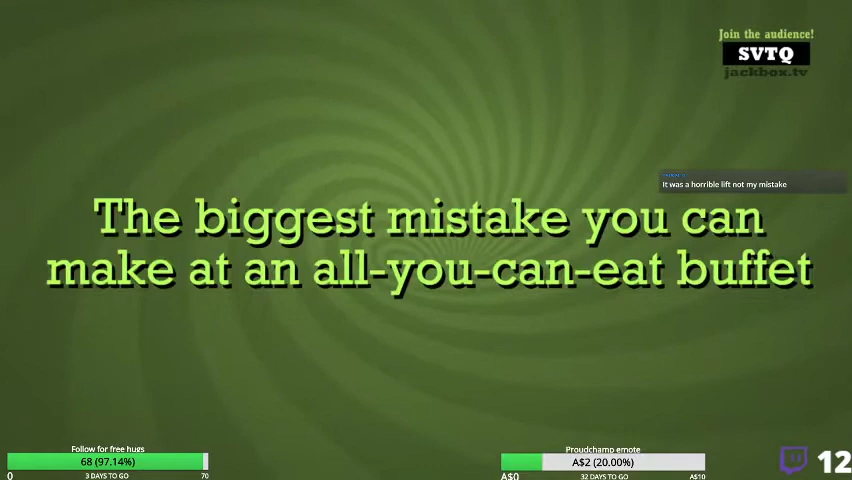 Join the audience!
SVTQ
jackbox.tv
It was a horrible lift not my mistake
The biggest mistake you can
make at an all-you-can-eat buffet
Follow for free hugs
68 (97.14%)
0
3 DAYS TO GO
70
Proudchamp emote
A$2 (20.00%)
A$0
32 DAYS TO GO
A$10
12